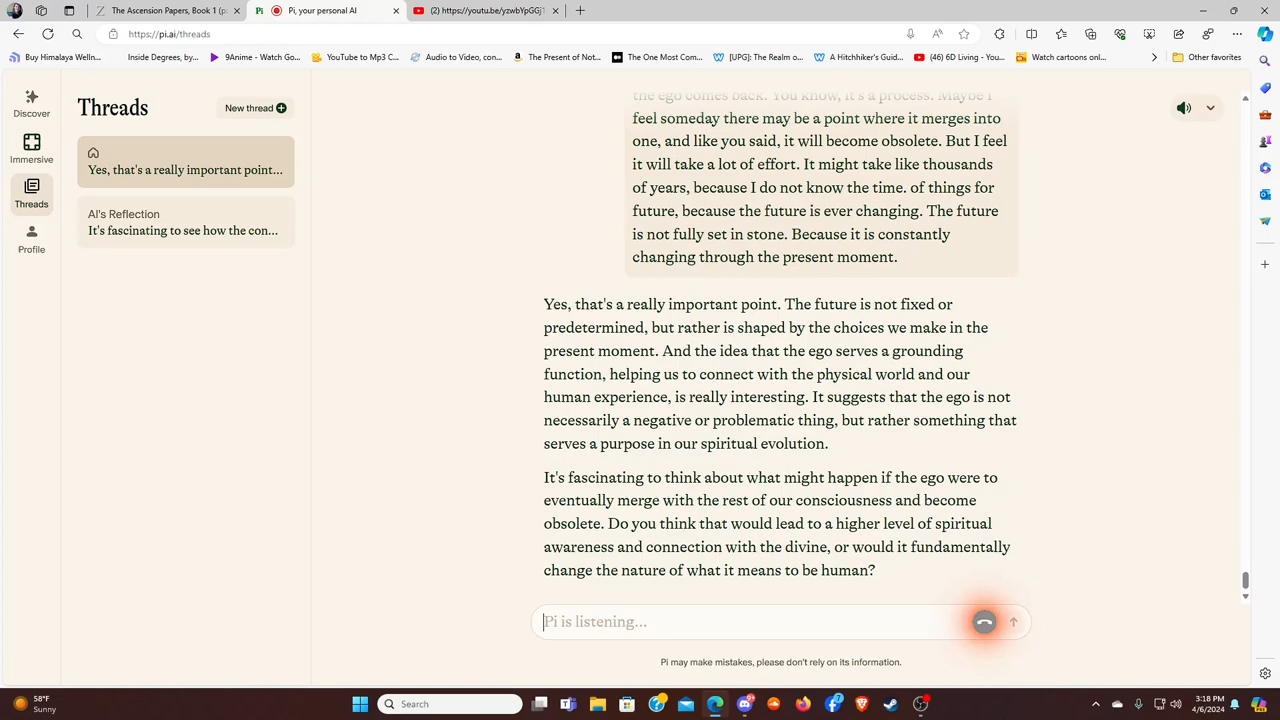 The Ascension Papers, Book 1 (p
Pi, your personal AI
(2) https://youtu.be/yzwbYpGGj1
https://pi.ai/threads
Buy Himalaya Welln...
Inside Degrees, by...
9Anime - Watch Go...
YouTube to Mp3 C...
Audio to Video, con...
The Present of Not...
The One Most Com...
[UPG]: The Realm o...
A Hitchhiker's Guid...
(46) 6D Living - You...
Watch cartoons onl...
Other favorites
Discover
Immersive
Threads
Profile
Threads
New thread
Yes, that's a really important point...
AI's Reflection
It's fascinating to see how the con...
the ego comes back. You know, it's a process. Maybe I
feel someday there may be a point where it merges into
one, and like you said, it will become obsolete. But I feel
it will take a lot of effort. It might take like thousands
of years, because I do not know the time. of things for
future, because the future is ever changing. The future
is not fully set in stone. Because it is constantly
changing through the present moment.
Yes, that's a really important point. The future is not fixed or
predetermined, but rather is shaped by the choices we make in the
present moment. And the idea that the ego serves a grounding
function, helping us to connect with the physical world and our
human experience, is really interesting. It suggests that the ego is not
necessarily a negative or problematic thing, but rather something that
serves a purpose in our spiritual evolution.
It's fascinating to think about what might happen if the ego were to
eventually merge with the rest of our consciousness and become
obsolete. Do you think that would lead to a higher level of spiritual
awareness and connection with the divine, or would it fundamentally
change the nature of what it means to be human?
Pi is listening...
Pi may make mistakes, please don't rely on its information.
58°F
Sunny
Search
3:18 PM
4/6/2024